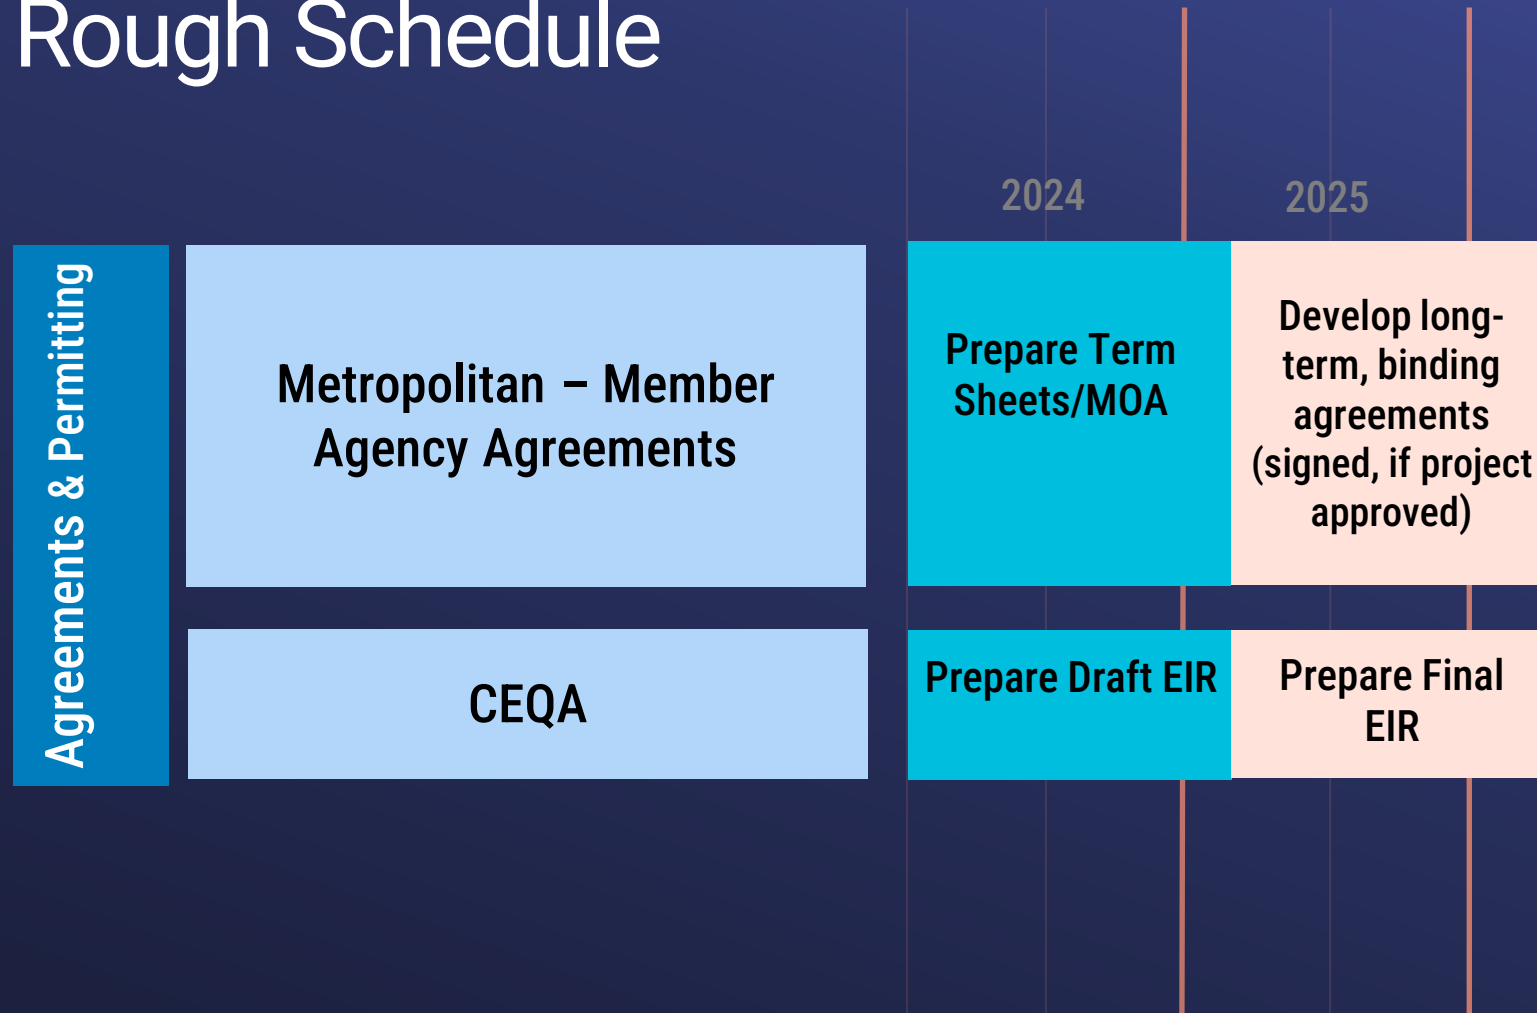 Rough Schedule
2024
2025
Agreements & Permitting
Metropolitan – Member
Agency Agreements
Prepare Term
Sheets/MOA
Develop long-
term, binding
agreements
(signed, if project
approved)
CEQA
Prepare Draft EIR
Prepare Final
EIR